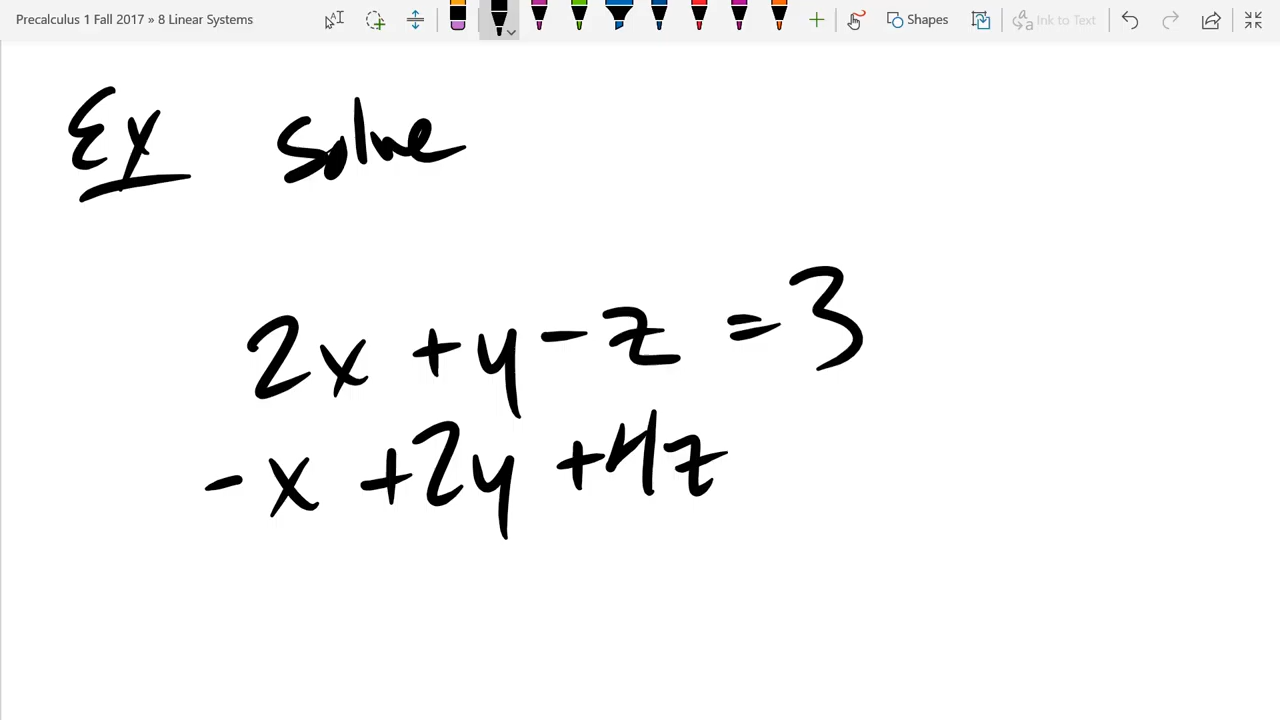 Precalculus 1 Fall 2017 » 8 Linear Systems Shapes Ink to Text
Ex solve
2x + y - z = 3
-x + 2y + 4z